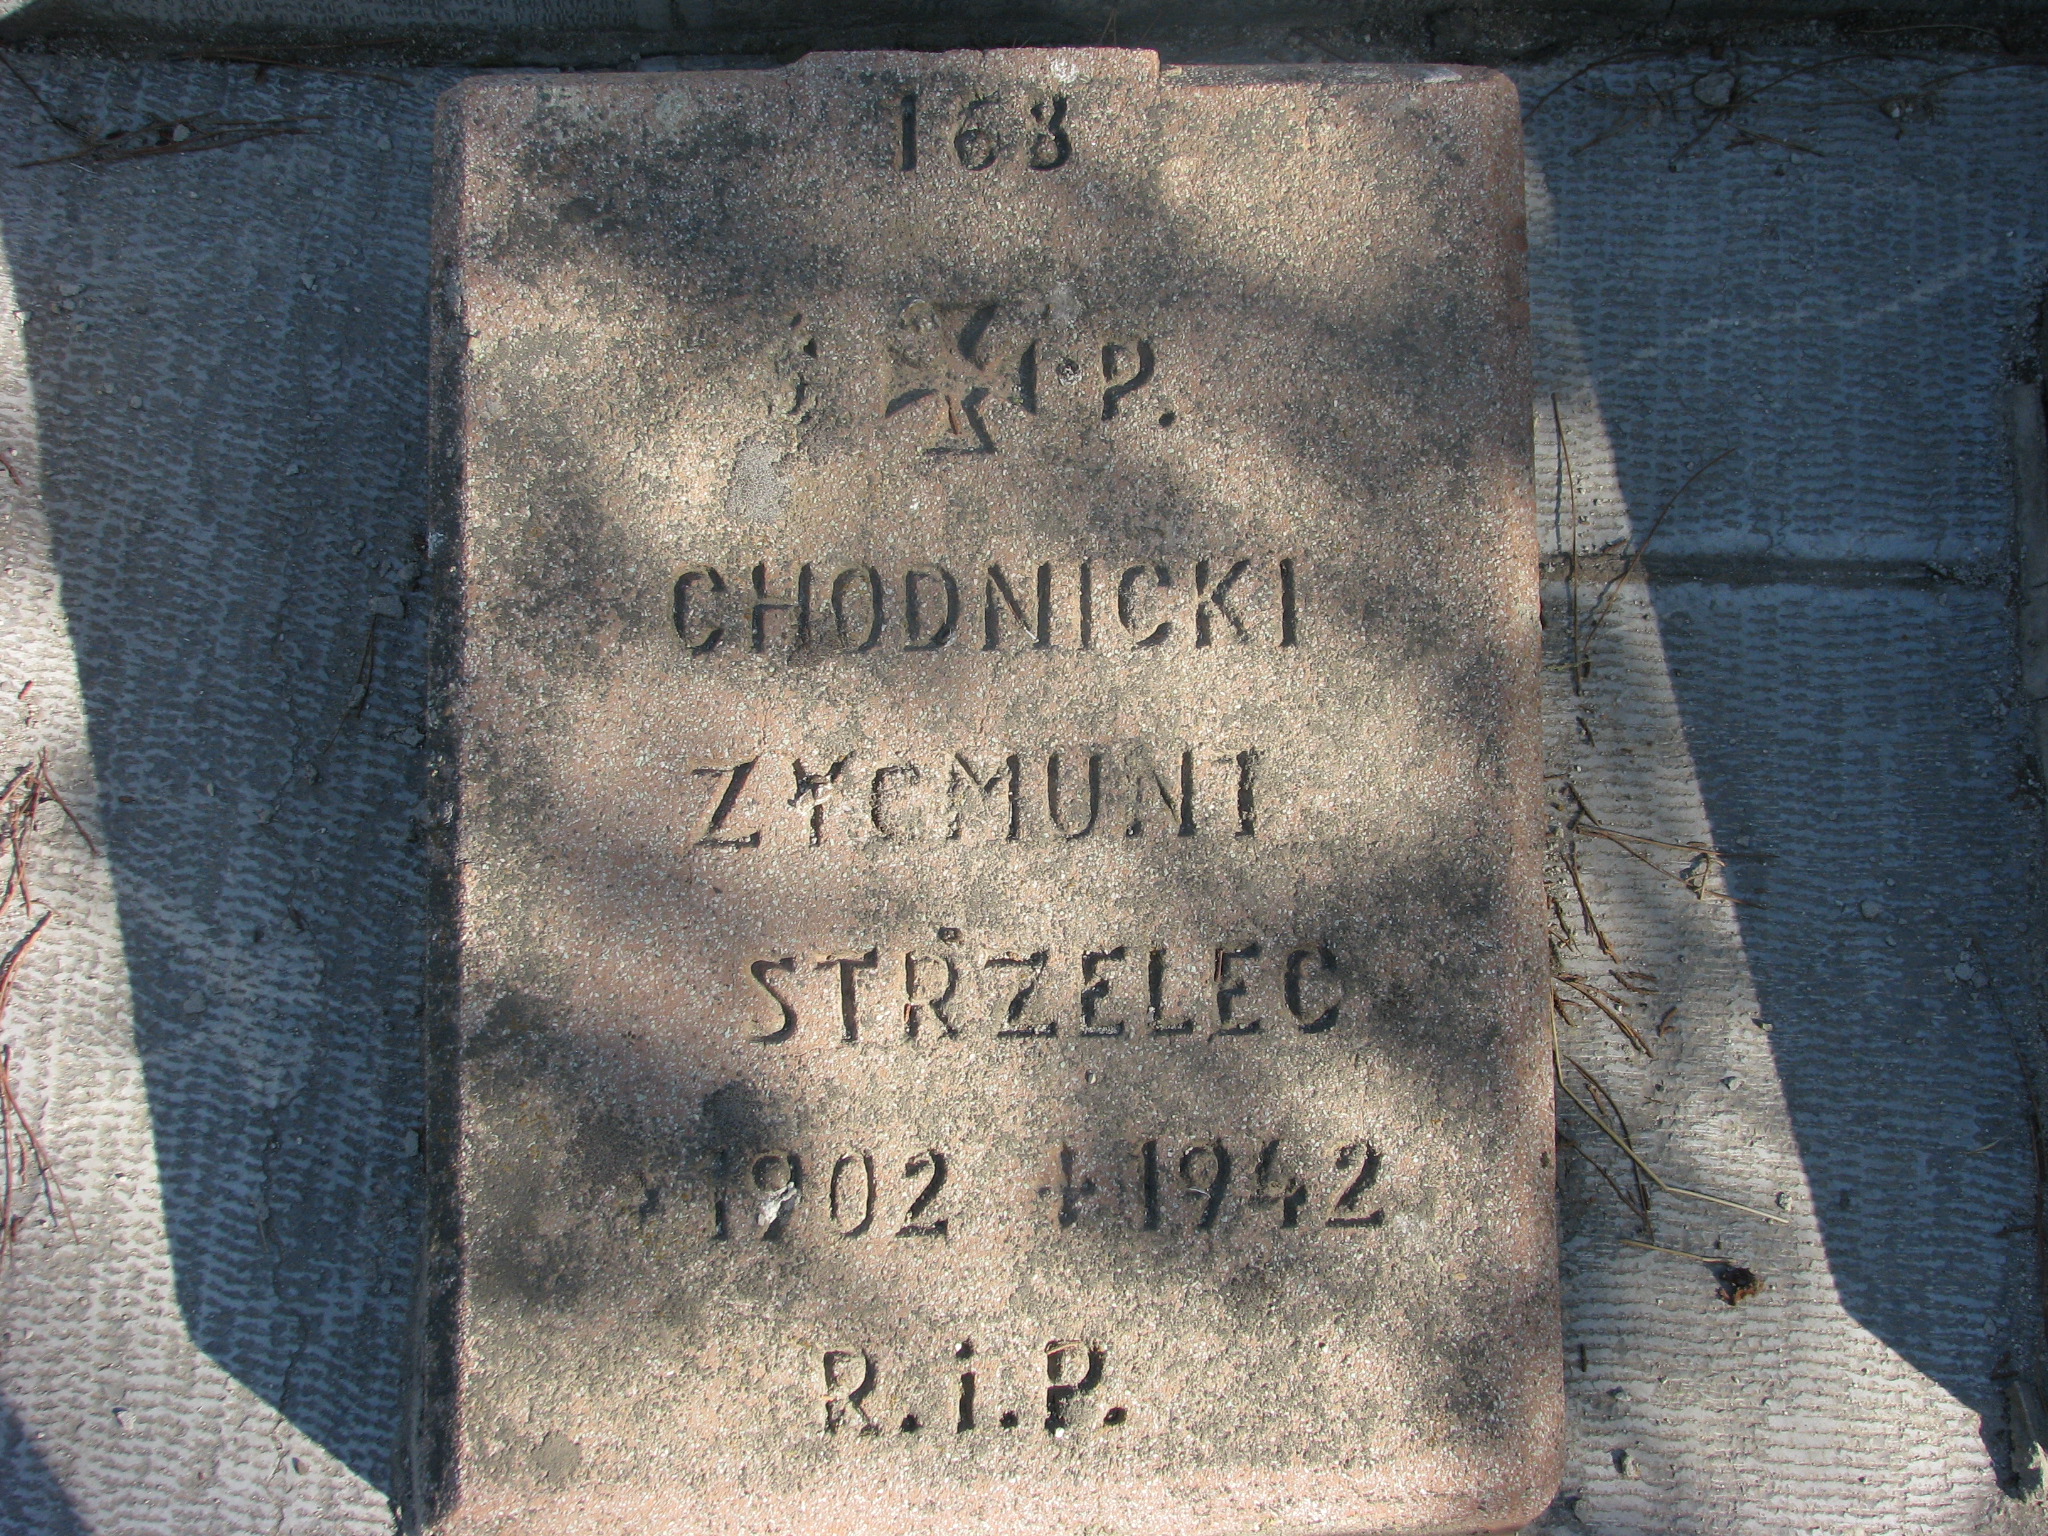 168
Ś P.
CHODNICKI
ZYGMUNT
STRZELEC
1902 + 1942
R.i.P.